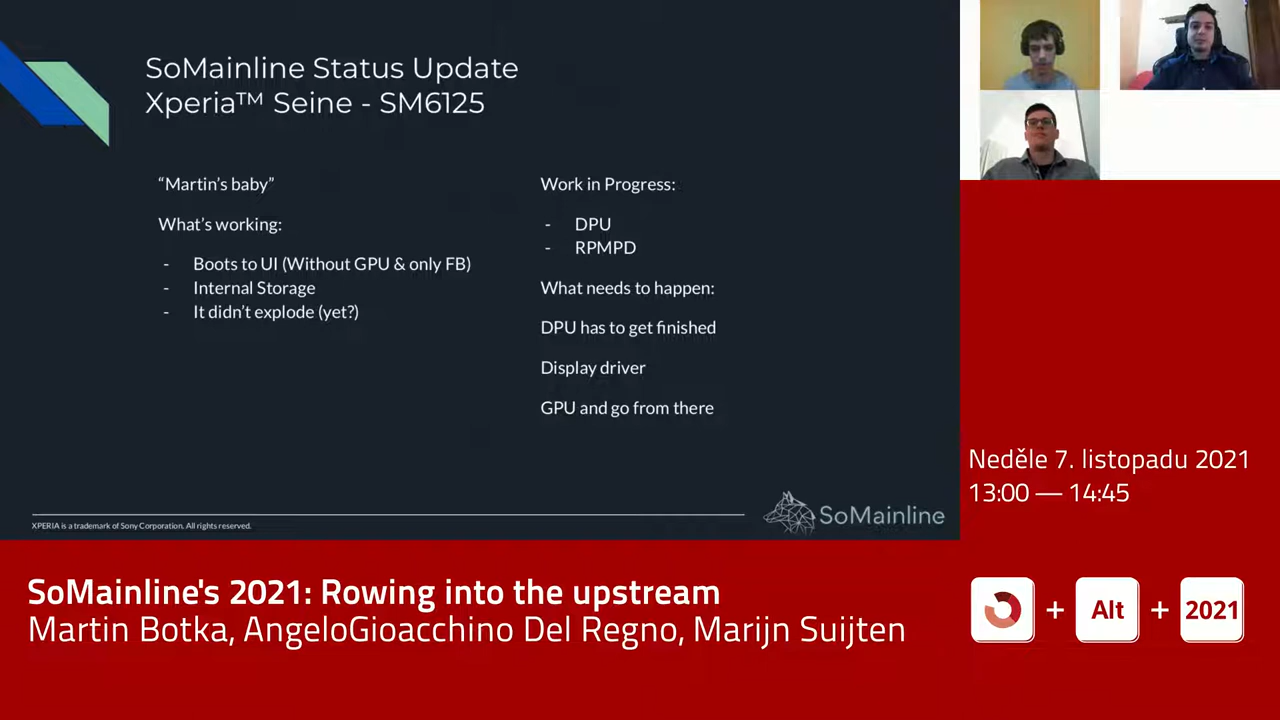 SoMainline Status Update
Xperia™ Seine - SM6125
“Martin’s baby”
What’s working:
- Boots to UI (Without GPU & only FB)
- Internal Storage
- It didn’t explode (yet?)
Work in Progress:
- DPU
- RPMPD
What needs to happen:
DPU has to get finished
Display driver
GPU and go from there
XPERIA is a trademark of Sony Corporation. All rights reserved.
SoMainline
Neděle 7. listopadu 2021
13:00 — 14:45
SoMainline's 2021: Rowing into the upstream
Martin Botka, AngeloGioacchino Del Regno, Marijn Suijten
+ Alt + 2021